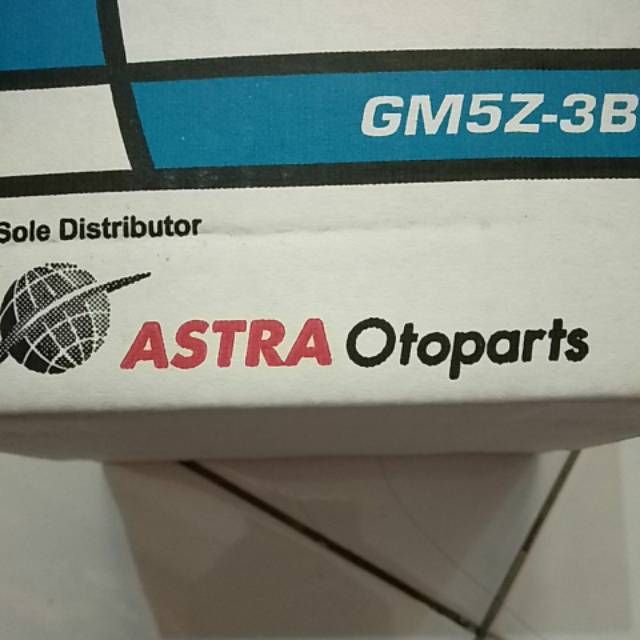 GM5Z-3B
Sole Distributor
ASTRA Otoparts